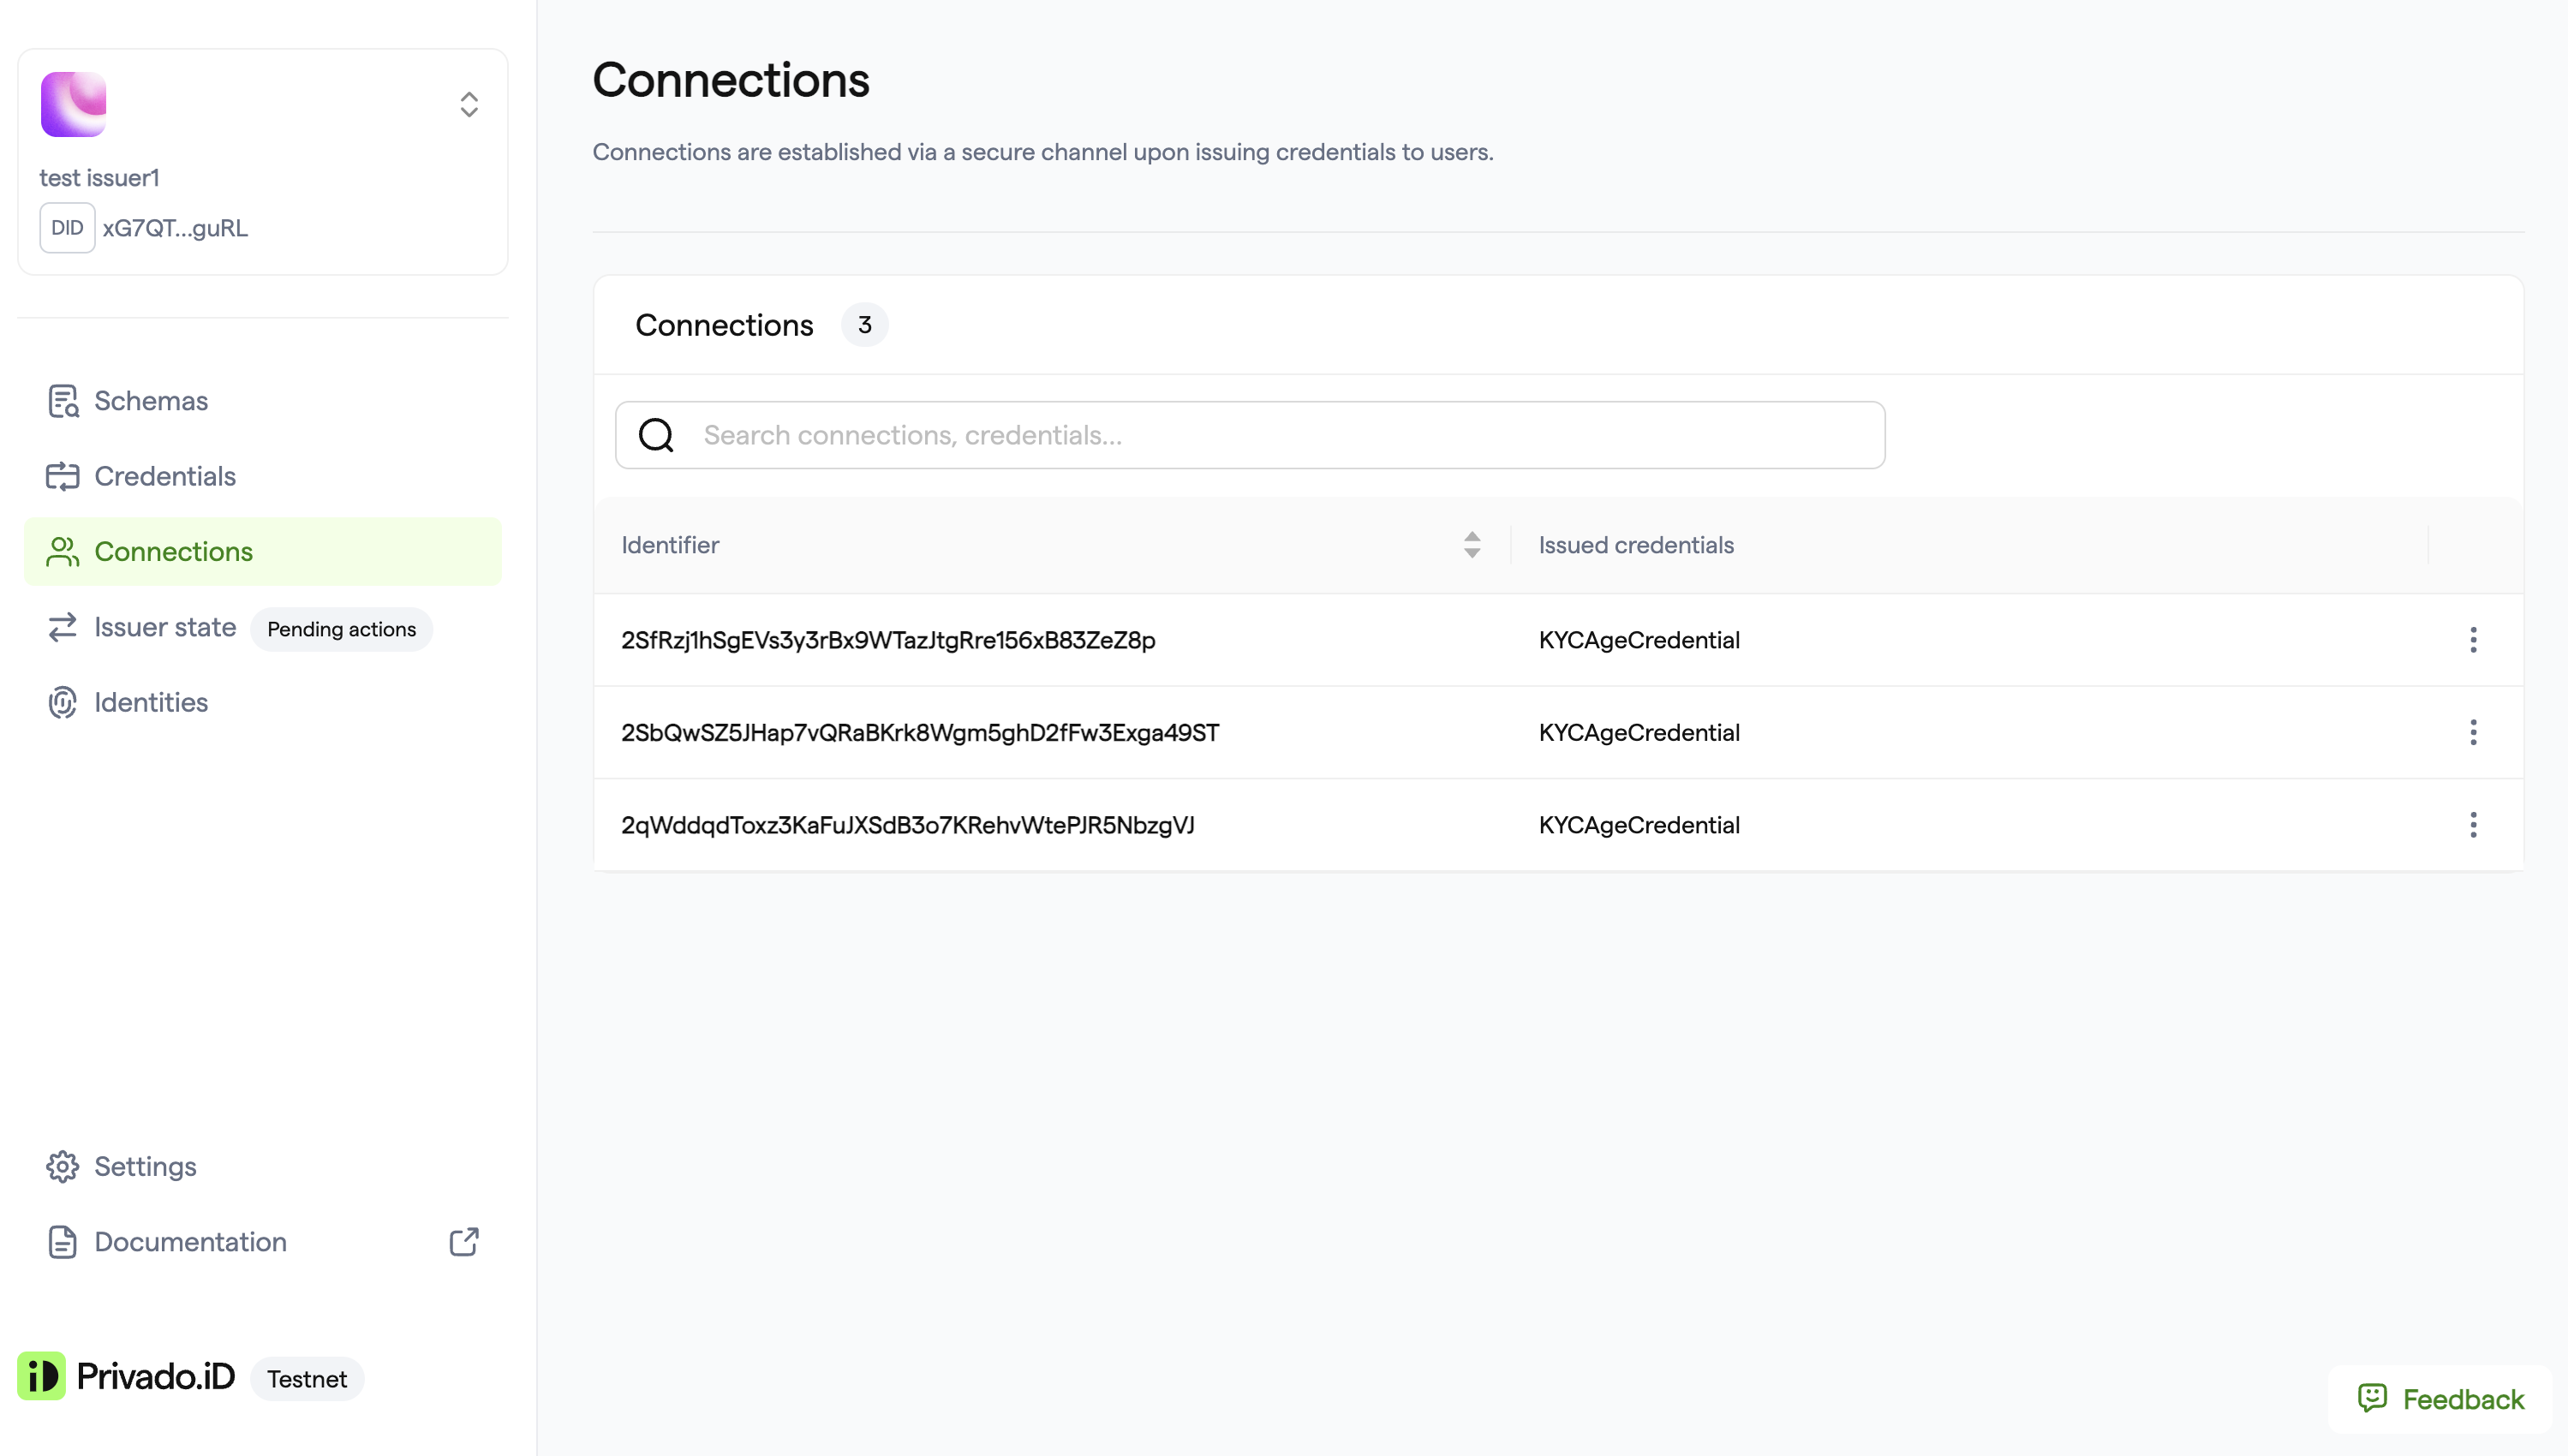 test issuer1
DID xG7QT...guRL
Schemas
Credentials
Connections
Issuer state Pending actions
Identities
Settings
Documentation
iD Privado.iD Testnet
Connections
Connections are established via a secure channel upon issuing credentials to users.
Connections 3
Search connections, credentials...
Identifier Issued credentials
2SfRzj1hSgEVs3y3rBx9WTazJtgRre156xB83ZeZ8p KYCAgeCredential
2SbQwSZ5JHap7vQRaBKrk8Wgm5ghD2fFw3Exga49ST KYCAgeCredential
2qWddqdToxz3KaFuJXSdB3o7KRehvWtePJR5NbzgVJ KYCAgeCredential
Feedback